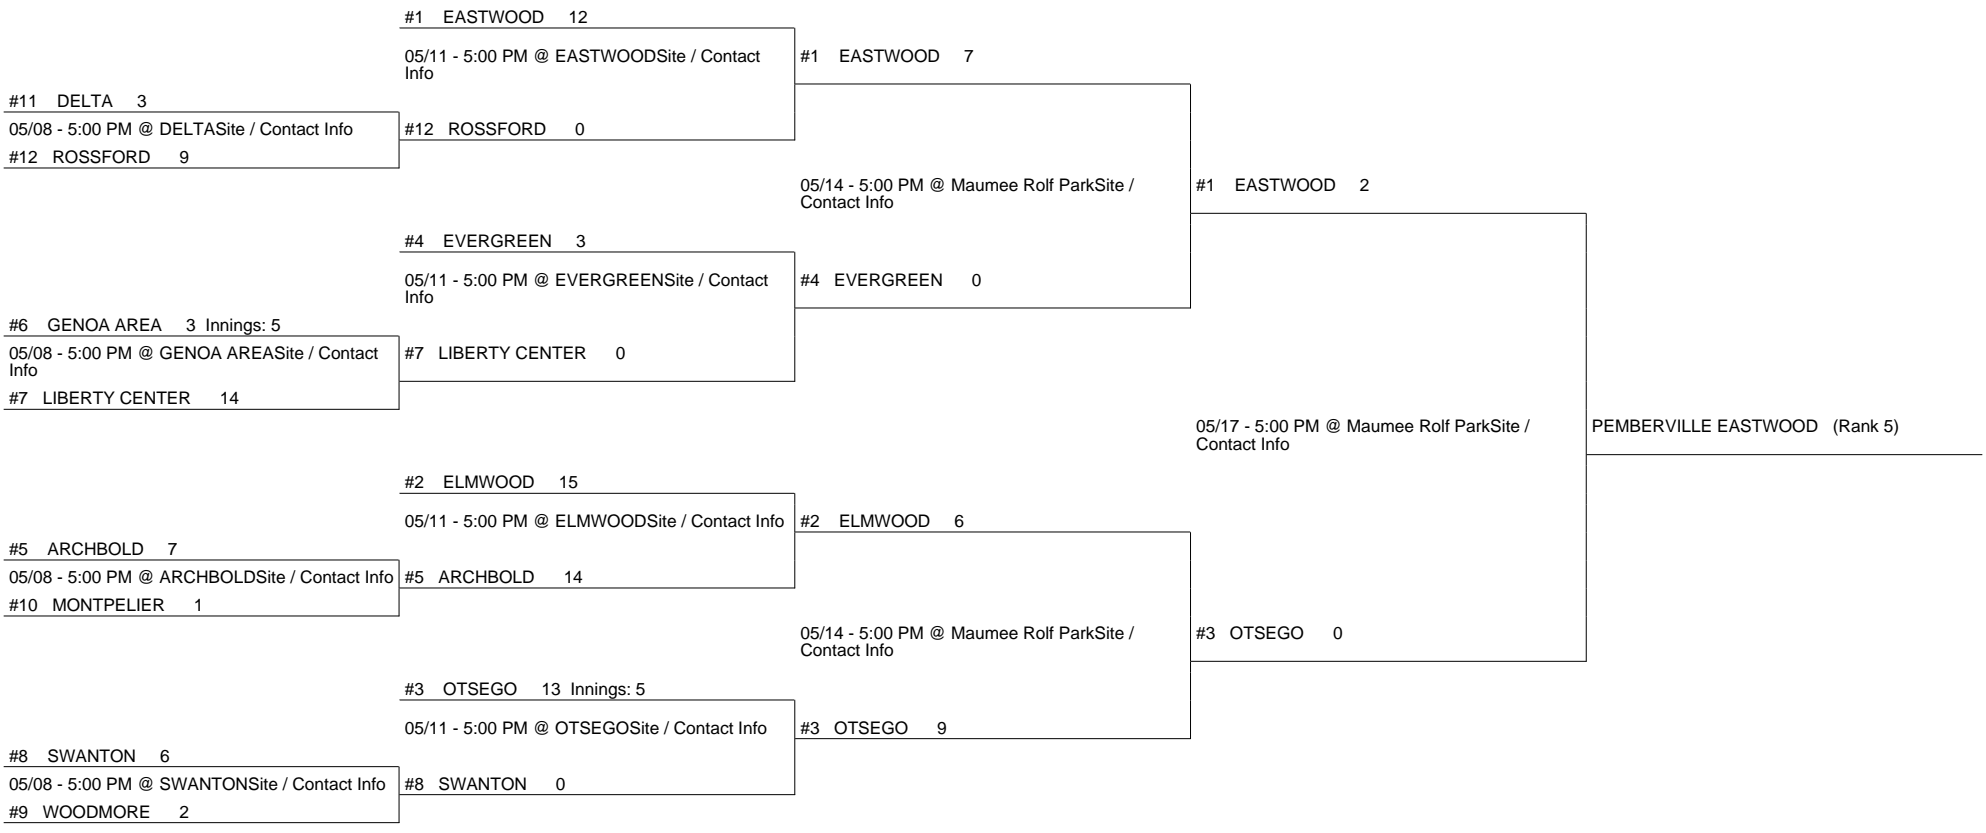 #1 EASTWOOD 12
05/11 - 5:00 PM @ EASTWOODSite / Contact
Info
#1 EASTWOOD 7
#11 DELTA 3
05/08 - 5:00 PM @ DELTASite / Contact Info
#12 ROSSFORD 0
#12 ROSSFORD 9
05/14 - 5:00 PM @ Maumee Rolf ParkSite /
Contact Info
#1 EASTWOOD 2
#4 EVERGREEN 3
05/11 - 5:00 PM @ EVERGREENSite / Contact
Info
#4 EVERGREEN 0
#6 GENOA AREA 3 Innings: 5
05/08 - 5:00 PM @ GENOA AREASite / Contact
Info
#7 LIBERTY CENTER 0
#7 LIBERTY CENTER 14
05/17 - 5:00 PM @ Maumee Rolf ParkSite /
Contact Info
PEMBERVILLE EASTWOOD (Rank 5)
#2 ELMWOOD 15
05/11 - 5:00 PM @ ELMWOODSite / Contact Info
#2 ELMWOOD 6
#5 ARCHBOLD 7
05/08 - 5:00 PM @ ARCHBOLDSite / Contact Info
#5 ARCHBOLD 14
#10 MONTPELIER 1
05/14 - 5:00 PM @ Maumee Rolf ParkSite /
Contact Info
#3 OTSEGO 0
#3 OTSEGO 13 Innings: 5
05/11 - 5:00 PM @ OTSEGOSite / Contact Info
#3 OTSEGO 9
#8 SWANTON 6
05/08 - 5:00 PM @ SWANTONSite / Contact Info
#8 SWANTON 0
#9 WOODMORE 2